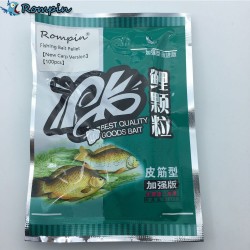 Rompin
Rompin®
Fishing Bait Pellet
【New Carp Version】
【100pcs】
BEST QUALITY
GOODS BAIT
鲤颗粒
皮筋型
加强版